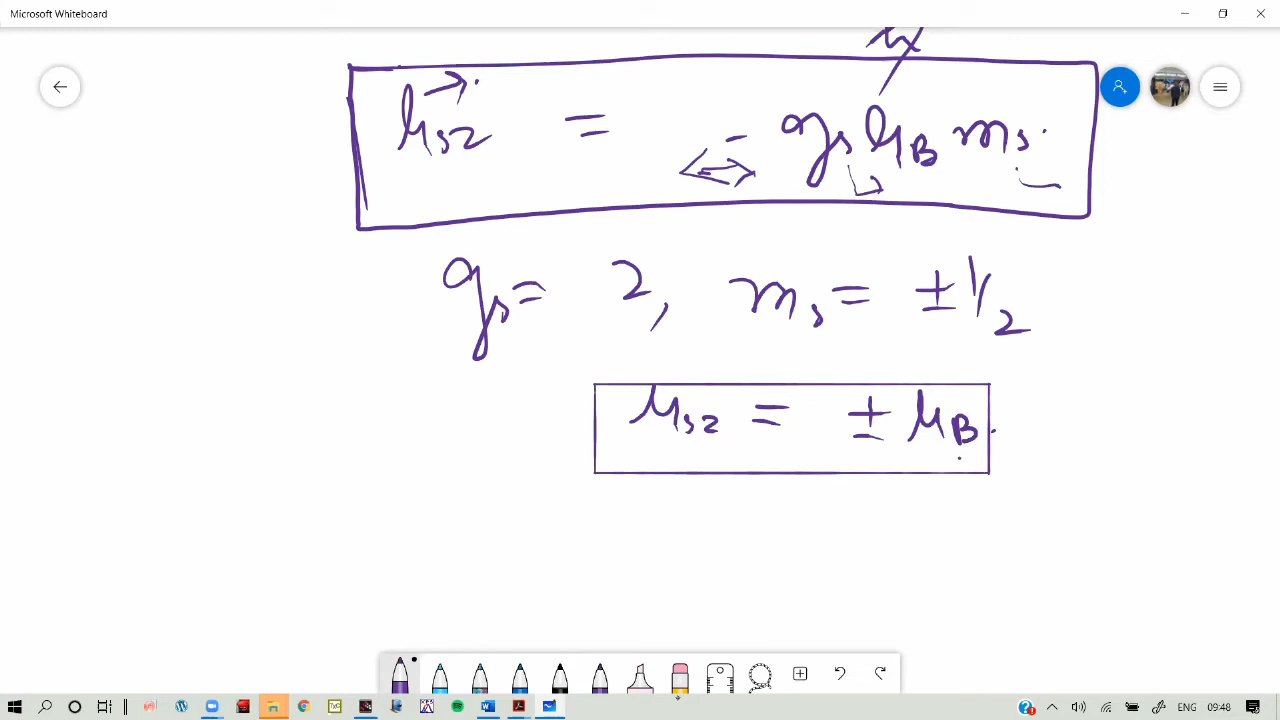 Microsoft Whiteboard
μ⃗sz = - gs μB ms.
gs = 2, ms = ± 1/2
μsz = ± μB.
ENG 09:48